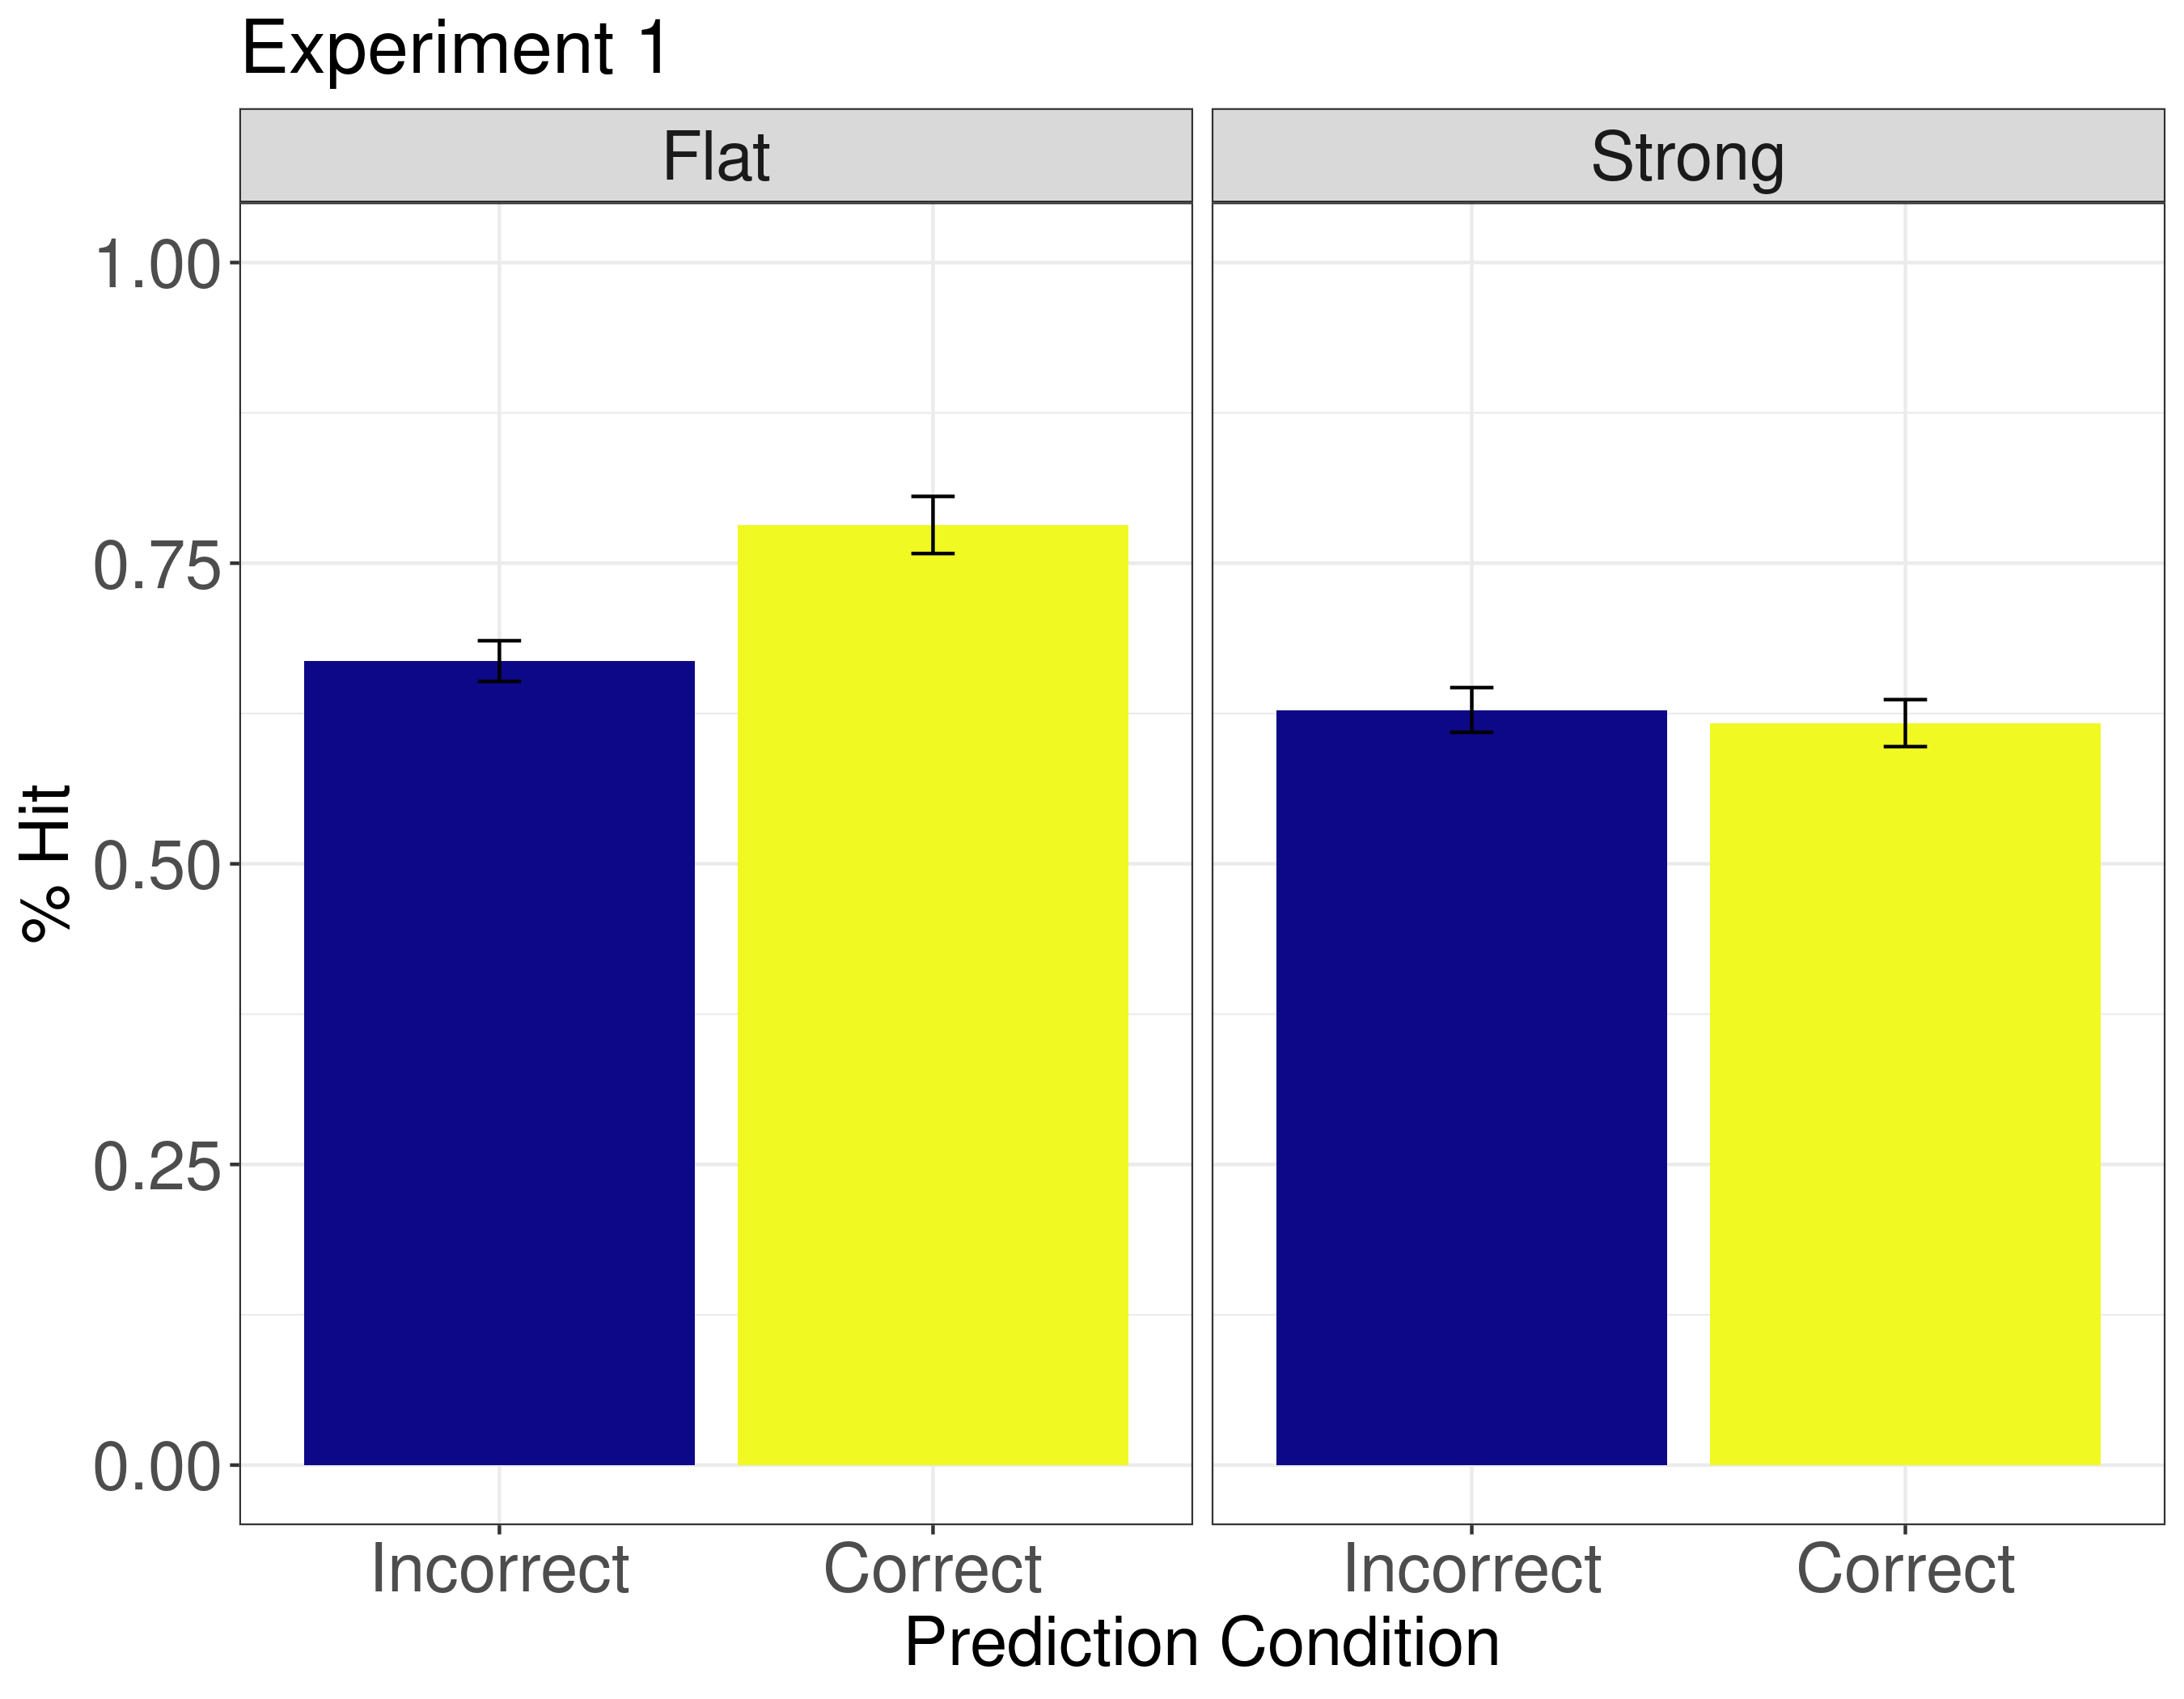 Experiment 1
Flat Strong
1.00
0.75
0.50
0.25
0.00
% Hit
Incorrect Correct Incorrect Correct
Prediction Condition